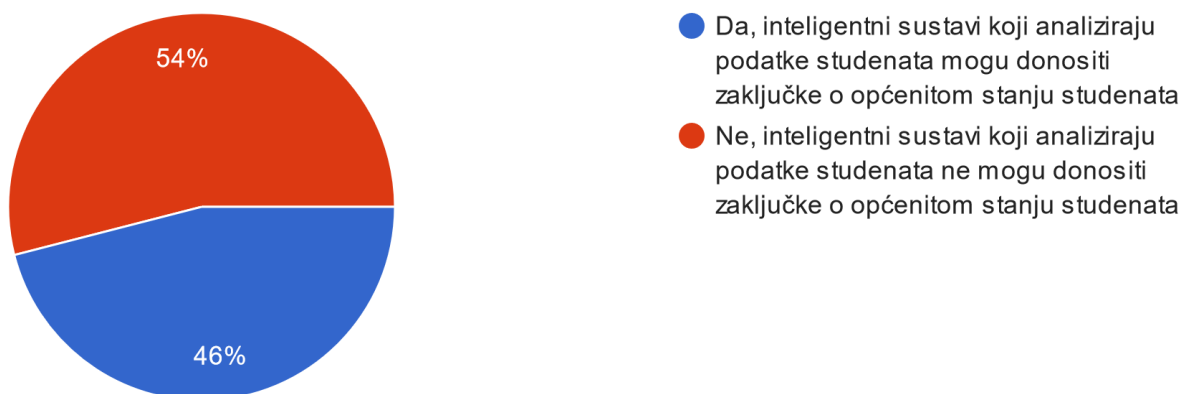 54%
46%
Da, inteligentni sustavi koji analiziraju
podatke studenata mogu donositi
zaključke o općenitom stanju studenata
Ne, inteligentni sustavi koji analiziraju
podatke studenata ne mogu donositi
zaključke o općenitom stanju studenata